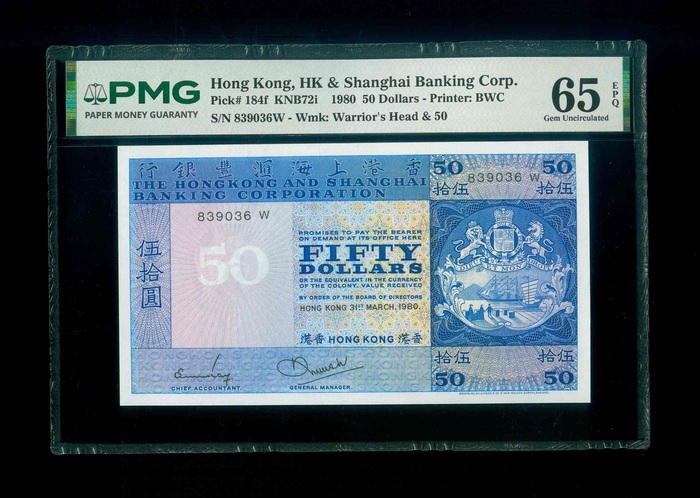 PMG
PAPER MONEY GUARANTY
Hong Kong, HK & Shanghai Banking Corp.
Pick# 184f KNB72i 1980 50 Dollars - Printer: BWC
S/N 839036W - Wmk: Warrior's Head & 50
65
EPQ
Gem Uncirculated
行銀豐滙海上港香
THE HONGKONG AND SHANGHAI
BANKING CORPORATION
50 50
839036 W
拾伍 拾伍
839036 W
伍拾圓
50
PROMISES TO PAY THE BEARER
ON DEMAND AT ITS OFFICE HERE
FIFTY
DOLLARS
OR THE EQUIVALENT IN THE CURRENCY
OF THE COLONY, VALUE RECEIVED
BY ORDER OF THE BOARD OF DIRECTORS
HONG KONG 31ST MARCH, 1980.
港香 HONG KONG 港香
CHIEF ACCOUNTANT.
GENERAL MANAGER.
DIEU ET MON DROIT
拾伍 拾伍
50 50